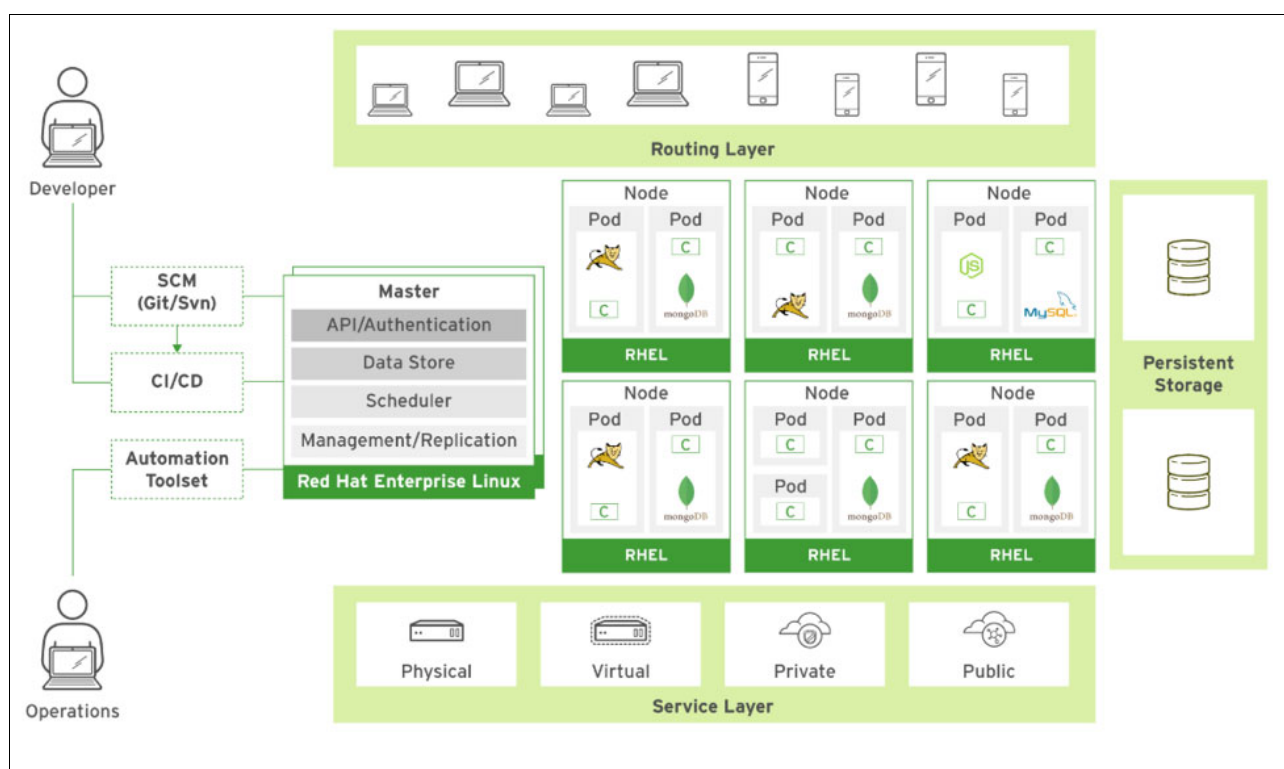 Routing Layer
Developer
SCM
(Git/Svn)
CI/CD
Automation
Toolset
Operations
Master
API/Authentication
Data Store
Scheduler
Management/Replication
Red Hat Enterprise Linux
Node
Pod
Pod
C
C
mongoDB
RHEL
Node
Pod
Pod
C
C
mongoDB
RHEL
Node
Pod
Pod
JS
C
C
MySQL
RHEL
Node
Pod
Pod
C
C
mongoDB
RHEL
Node
Pod
Pod
C
C
Pod
C
mongoDB
RHEL
Node
Pod
Pod
C
C
mongoDB
RHEL
Persistent
Storage
Physical
Virtual
Private
Public
Service Layer